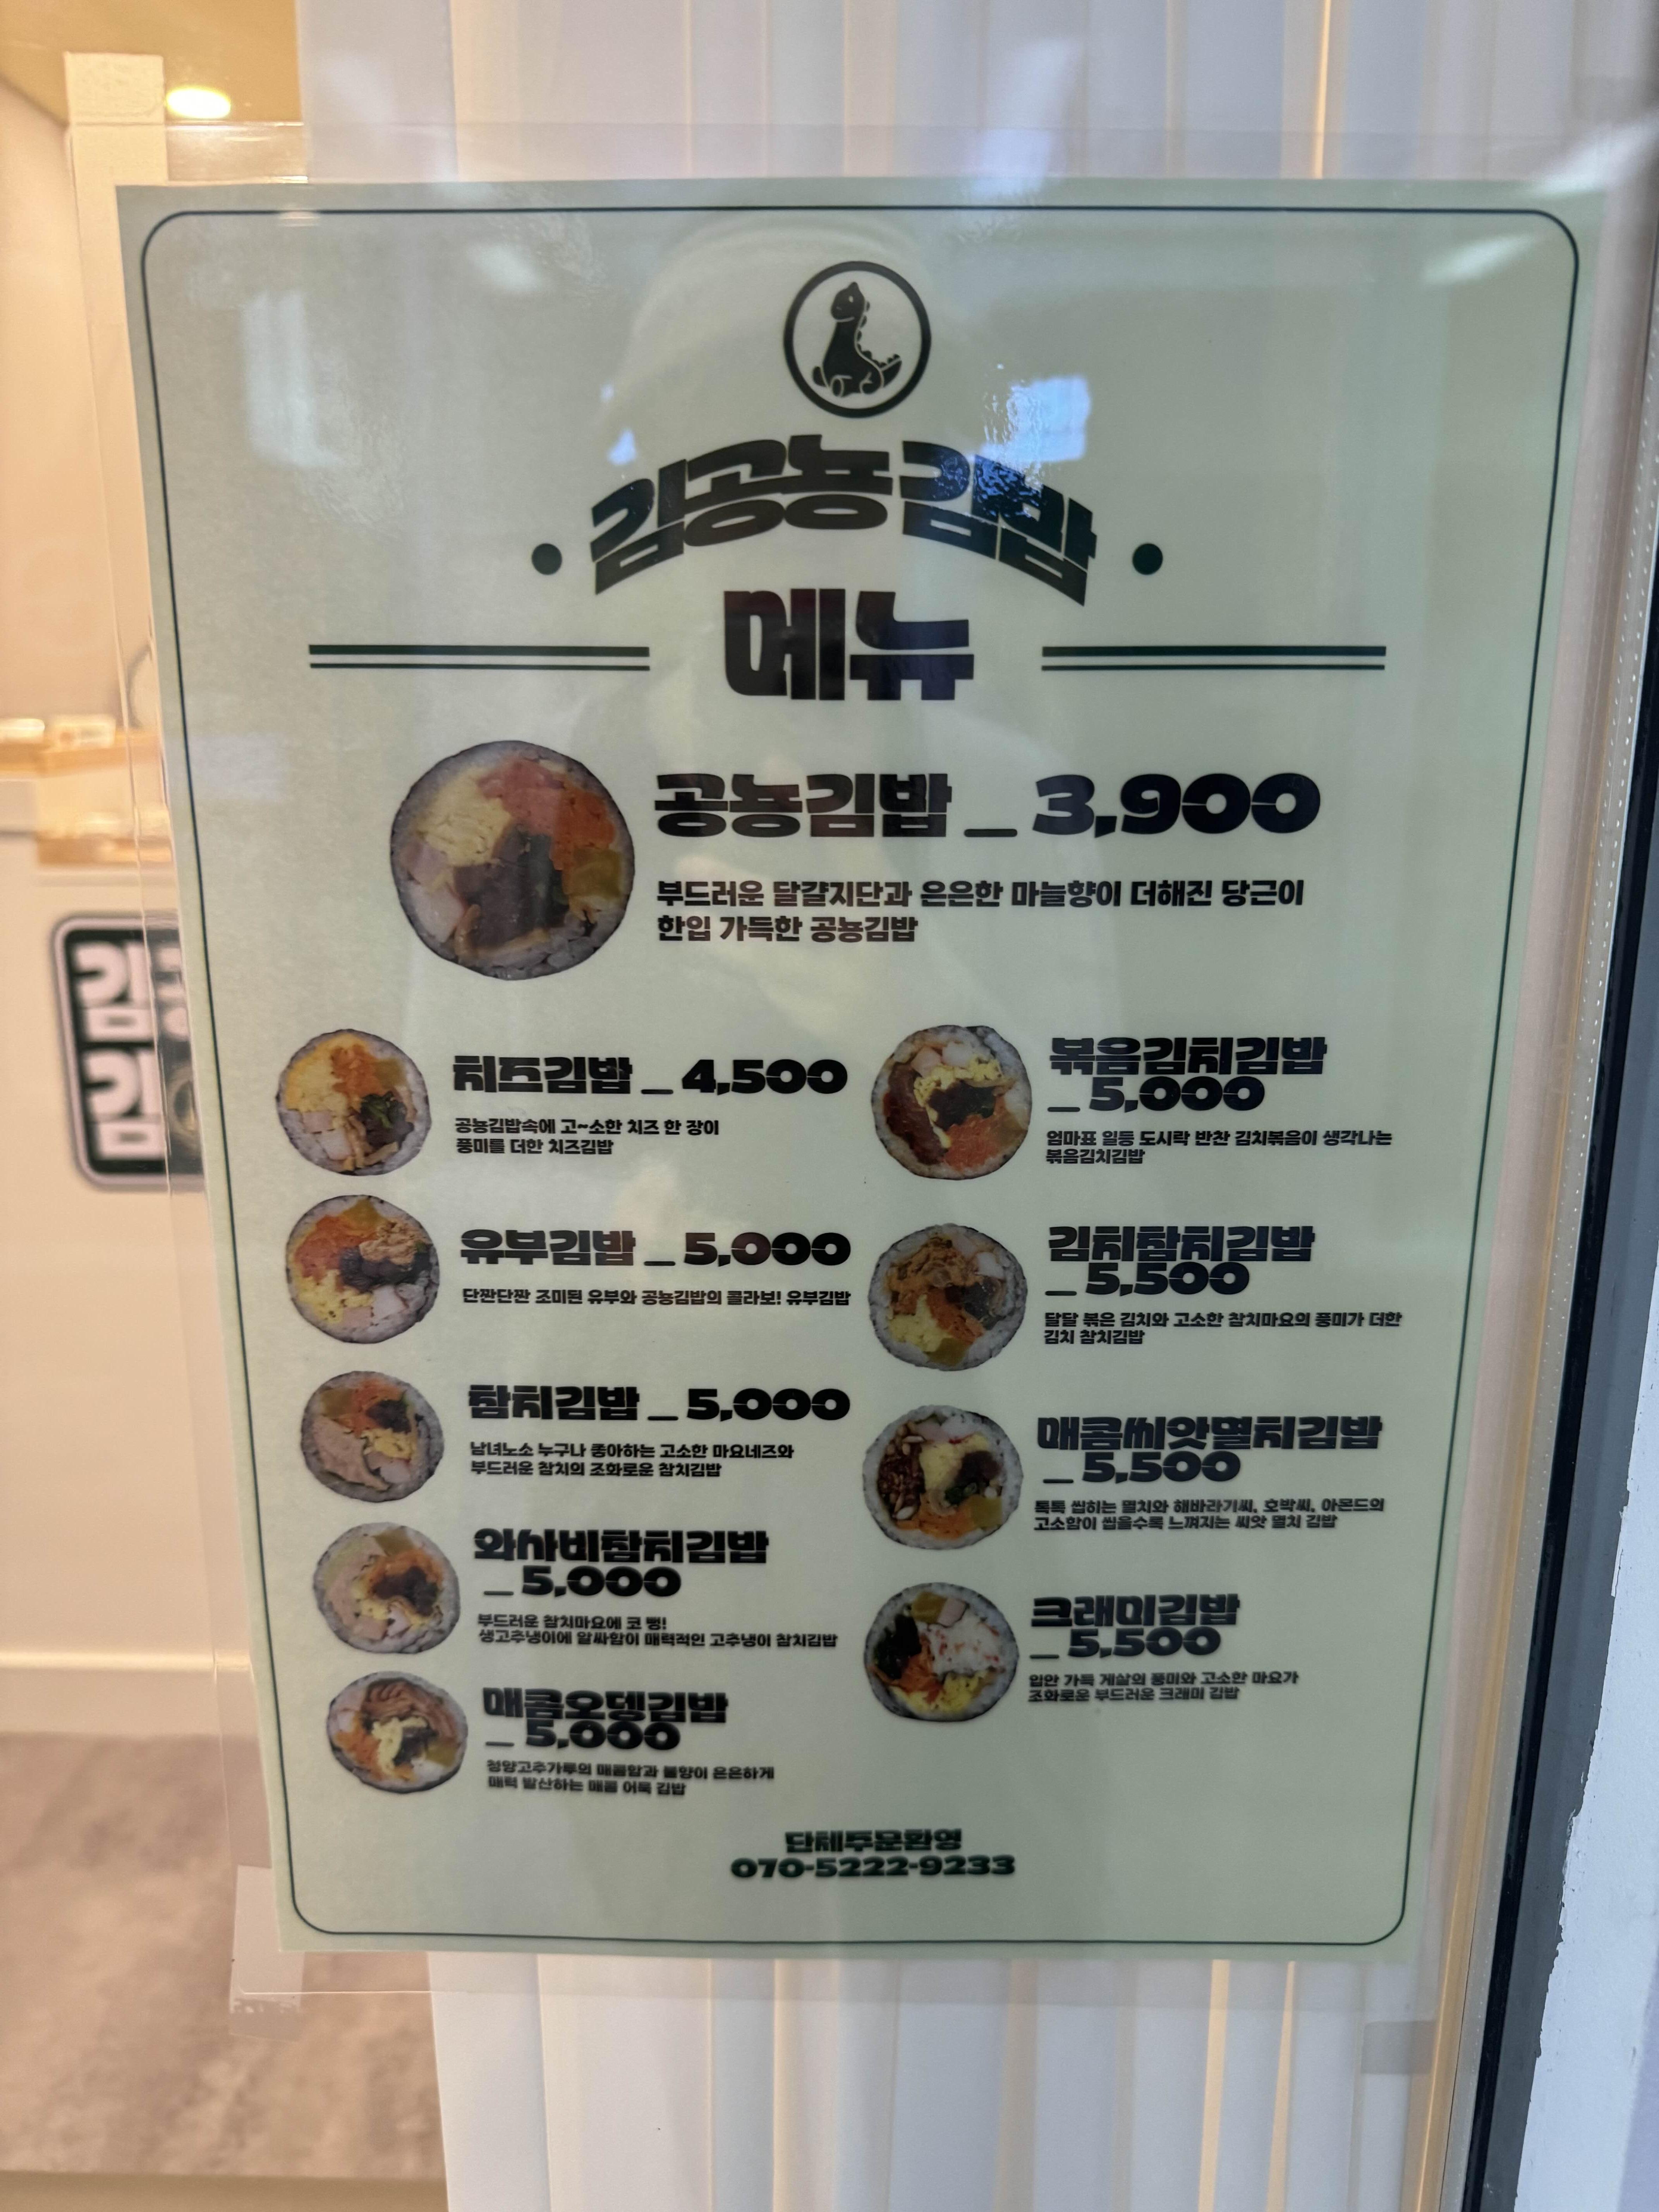 김공뇽김밥
메뉴
공뇽김밥 _ 3,900
부드러운 달걀지단과 은은한 마늘향이 더해진 당근이
한입 가득한 공뇽김밥
치즈김밥 _ 4,500
공뇽김밥속에 고~소한 치즈 한 장이
풍미를 더한 치즈김밥
유부김밥 _ 5,000
단짠단짠 조미된 유부와 공뇽김밥의 콜라보! 유부김밥
참치김밥 _ 5,000
남녀노소 누구나 좋아하는 고소한 마요네즈와
부드러운 참치의 조화로운 참치김밥
와사비참치김밥
_ 5,000
부드러운 참치마요에 코 뻥!
생고추냉이에 알싸함이 매력적인 고추냉이 참치김밥
매콤오뎅김밥
_ 5,000
청양고추가루의 매콤함과 불향이 은은하게
매력 발산하는 매콤 어묵 김밥
볶음김치김밥
_ 5,000
엄마표 일등 도시락 반찬 김치볶음이 생각나는
볶음김치김밥
김치참치김밥
_ 5,500
달달 볶은 김치와 고소한 참치마요의 풍미가 더한
김치 참치김밥
매콤씨앗멸치김밥
_ 5,500
톡톡 씹히는 멸치와 해바라기씨, 호박씨, 아몬드의
고소함이 씹을수록 느껴지는 씨앗 멸치 김밥
크래미김밥
_ 5,500
입안 가득 게살의 풍미와 고소한 마요가
조화로운 부드러운 크래미 김밥
단체주문환영
070-5222-9233